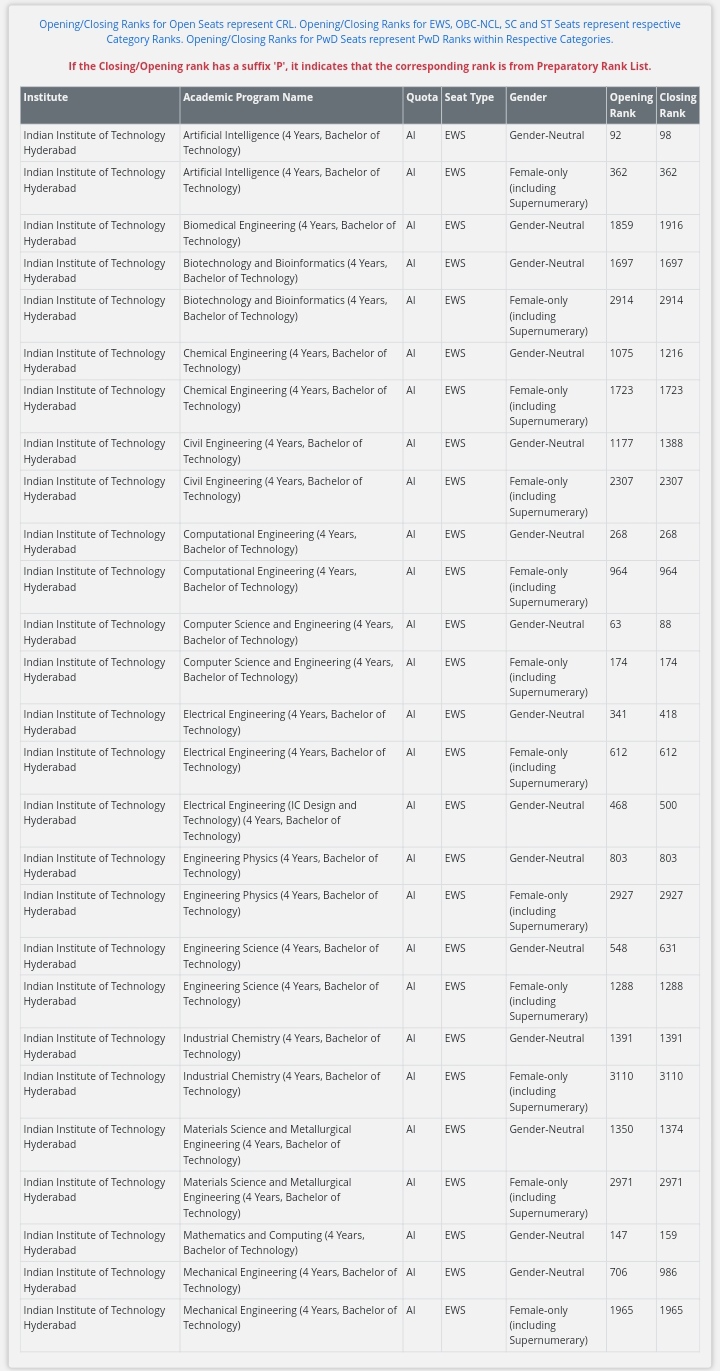 Opening/Closing Ranks for Open Seats represent CRL. Opening/Closing Ranks for EWS, OBC-NCL, SC and ST Seats represent respective
Category Ranks. Opening/Closing Ranks for PwD Seats represent PwD Ranks within Respective Categories.
If the Closing/Opening rank has a suffix 'P', it indicates that the corresponding rank is from Preparatory Rank List.
Institute Academic Program Name Quota Seat Type Gender Opening Closing
Rank Rank
Indian Institute of Technology Artificial Intelligence (4 Years, Bachelor of AI EWS Gender-Neutral 92 98
Hyderabad Technology)
Indian Institute of Technology Artificial Intelligence (4 Years, Bachelor of AI EWS Female-only 362 362
Hyderabad Technology) (including
Supernumerary)
Indian Institute of Technology Biomedical Engineering (4 Years, Bachelor of AI EWS Gender-Neutral 1859 1916
Hyderabad Technology)
Indian Institute of Technology Biotechnology and Bioinformatics (4 Years, AI EWS Gender-Neutral 1697 1697
Hyderabad Bachelor of Technology)
Indian Institute of Technology Biotechnology and Bioinformatics (4 Years, AI EWS Female-only 2914 2914
Hyderabad Bachelor of Technology) (including
Supernumerary)
Indian Institute of Technology Chemical Engineering (4 Years, Bachelor of AI EWS Gender-Neutral 1075 1216
Hyderabad Technology)
Indian Institute of Technology Chemical Engineering (4 Years, Bachelor of AI EWS Female-only 1723 1723
Hyderabad Technology) (including
Supernumerary)
Indian Institute of Technology Civil Engineering (4 Years, Bachelor of AI EWS Gender-Neutral 1177 1388
Hyderabad Technology)
Indian Institute of Technology Civil Engineering (4 Years, Bachelor of AI EWS Female-only 2307 2307
Hyderabad Technology) (including
Supernumerary)
Indian Institute of Technology Computational Engineering (4 Years, AI EWS Gender-Neutral 268 268
Hyderabad Bachelor of Technology)
Indian Institute of Technology Computational Engineering (4 Years, AI EWS Female-only 964 964
Hyderabad Bachelor of Technology) (including
Supernumerary)
Indian Institute of Technology Computer Science and Engineering (4 Years, AI EWS Gender-Neutral 63 88
Hyderabad Bachelor of Technology)
Indian Institute of Technology Computer Science and Engineering (4 Years, AI EWS Female-only 174 174
Hyderabad Bachelor of Technology) (including
Supernumerary)
Indian Institute of Technology Electrical Engineering (4 Years, Bachelor of AI EWS Gender-Neutral 341 418
Hyderabad Technology)
Indian Institute of Technology Electrical Engineering (4 Years, Bachelor of AI EWS Female-only 612 612
Hyderabad Technology) (including
Supernumerary)
Indian Institute of Technology Electrical Engineering (IC Design and AI EWS Gender-Neutral 468 500
Hyderabad Technology) (4 Years, Bachelor of
Technology)
Indian Institute of Technology Engineering Physics (4 Years, Bachelor of AI EWS Gender-Neutral 803 803
Hyderabad Technology)
Indian Institute of Technology Engineering Physics (4 Years, Bachelor of AI EWS Female-only 2927 2927
Hyderabad Technology) (including
Supernumerary)
Indian Institute of Technology Engineering Science (4 Years, Bachelor of AI EWS Gender-Neutral 548 631
Hyderabad Technology)
Indian Institute of Technology Engineering Science (4 Years, Bachelor of AI EWS Female-only 1288 1288
Hyderabad Technology) (including
Supernumerary)
Indian Institute of Technology Industrial Chemistry (4 Years, Bachelor of AI EWS Gender-Neutral 1391 1391
Hyderabad Technology)
Indian Institute of Technology Industrial Chemistry (4 Years, Bachelor of AI EWS Female-only 3110 3110
Hyderabad Technology) (including
Supernumerary)
Indian Institute of Technology Materials Science and Metallurgical AI EWS Gender-Neutral 1350 1374
Hyderabad Engineering (4 Years, Bachelor of
Technology)
Indian Institute of Technology Materials Science and Metallurgical AI EWS Female-only 2971 2971
Hyderabad Engineering (4 Years, Bachelor of (including
Technology) Supernumerary)
Indian Institute of Technology Mathematics and Computing (4 Years, AI EWS Gender-Neutral 147 159
Hyderabad Bachelor of Technology)
Indian Institute of Technology Mechanical Engineering (4 Years, Bachelor of AI EWS Gender-Neutral 706 986
Hyderabad Technology)
Indian Institute of Technology Mechanical Engineering (4 Years, Bachelor of AI EWS Female-only 1965 1965
Hyderabad Technology) (including
Supernumerary)